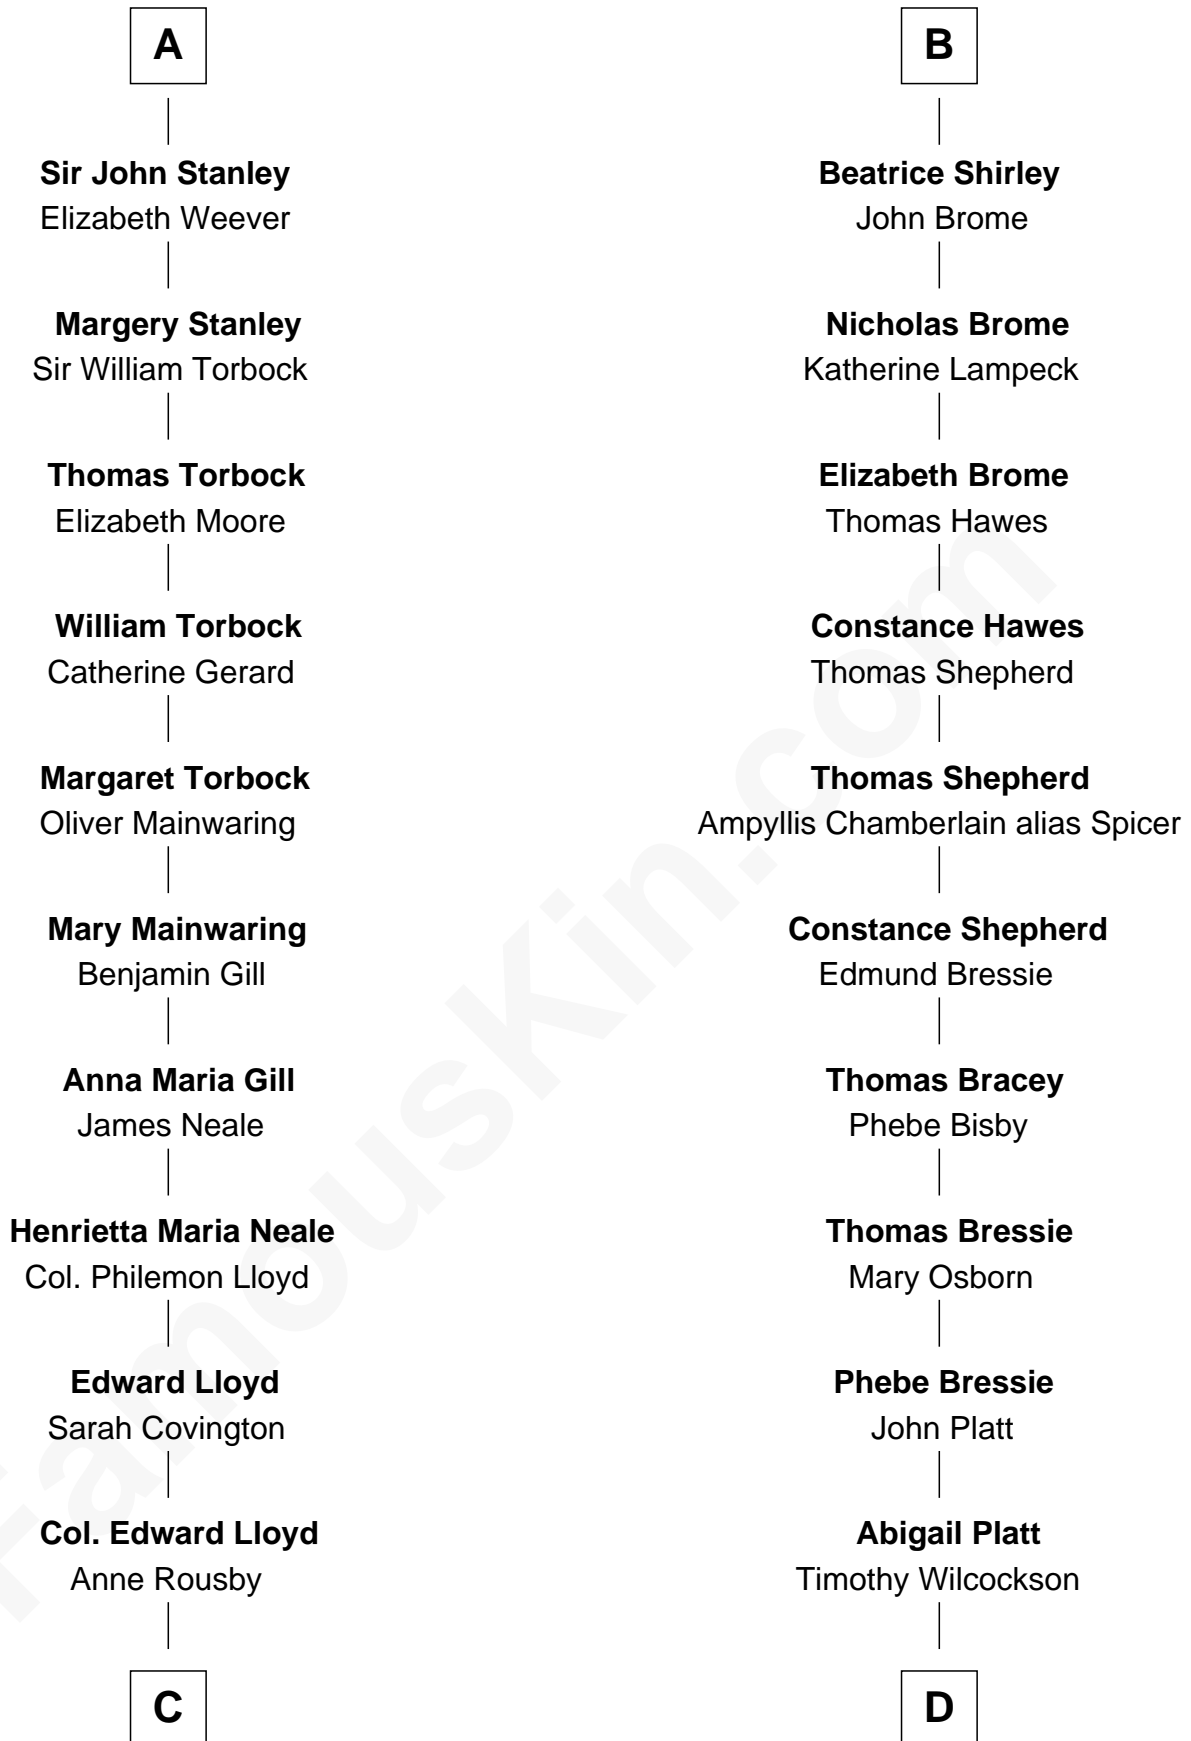 A
Sir John Stanley
Elizabeth Weever
Margery Stanley
Sir William Torbock
Thomas Torbock
Elizabeth Moore
William Torbock
Catherine Gerard
Margaret Torbock
Oliver Mainwaring
Mary Mainwaring
Benjamin Gill
Anna Maria Gill
James Neale
Henrietta Maria Neale
Col. Philemon Lloyd
Edward Lloyd
Sarah Covington
Col. Edward Lloyd
Anne Rousby
C
B
Beatrice Shirley
John Brome
Nicholas Brome
Katherine Lampeck
Elizabeth Brome
Thomas Hawes
Constance Hawes
Thomas Shepherd
Thomas Shepherd
Ampyllis Chamberlain alias Spicer
Constance Shepherd
Edmund Bressie
Thomas Bracey
Phebe Bisby
Thomas Bressie
Mary Osborn
Phebe Bressie
John Platt
Abigail Platt
Timothy Wilcockson
D
FamousKin.com